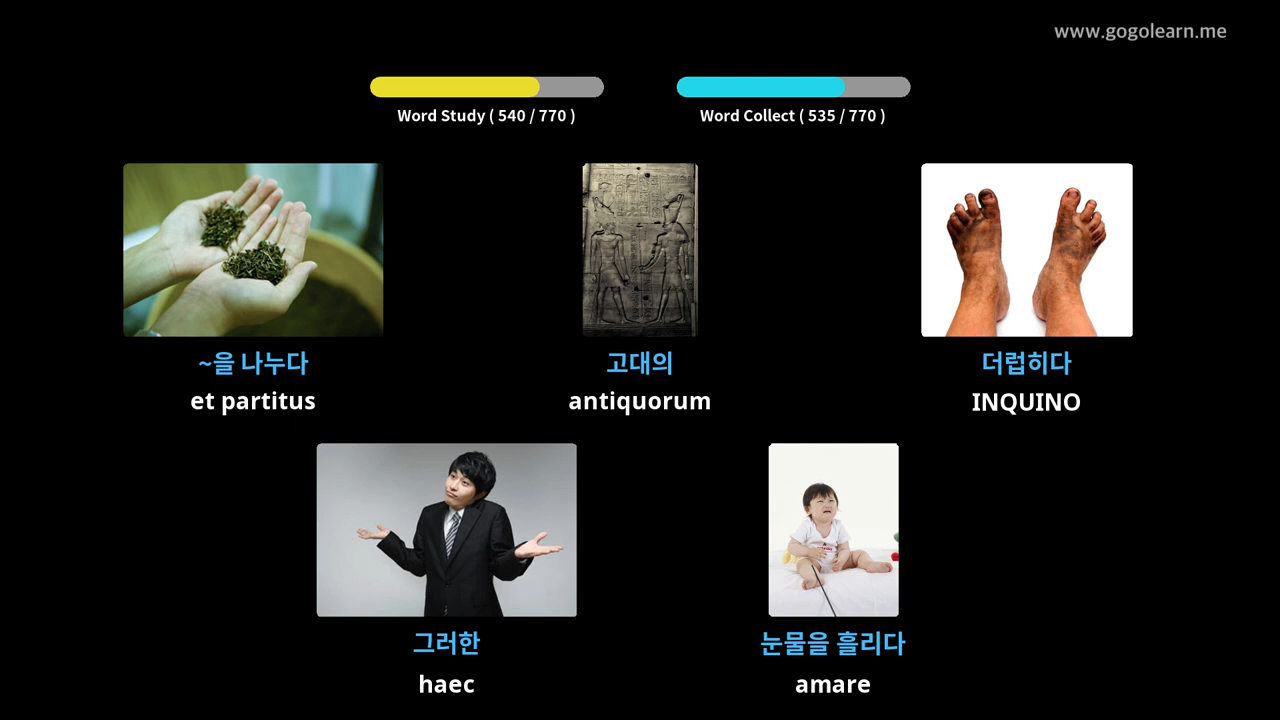 www.gogolearn.me
Word Study ( 540 / 770 )
Word Collect ( 535 / 770 )
~을 나누다
고대의
더럽히다
et partitus
antiquorum
INQUINO
그러한
눈물을 흘리다
haec
amare